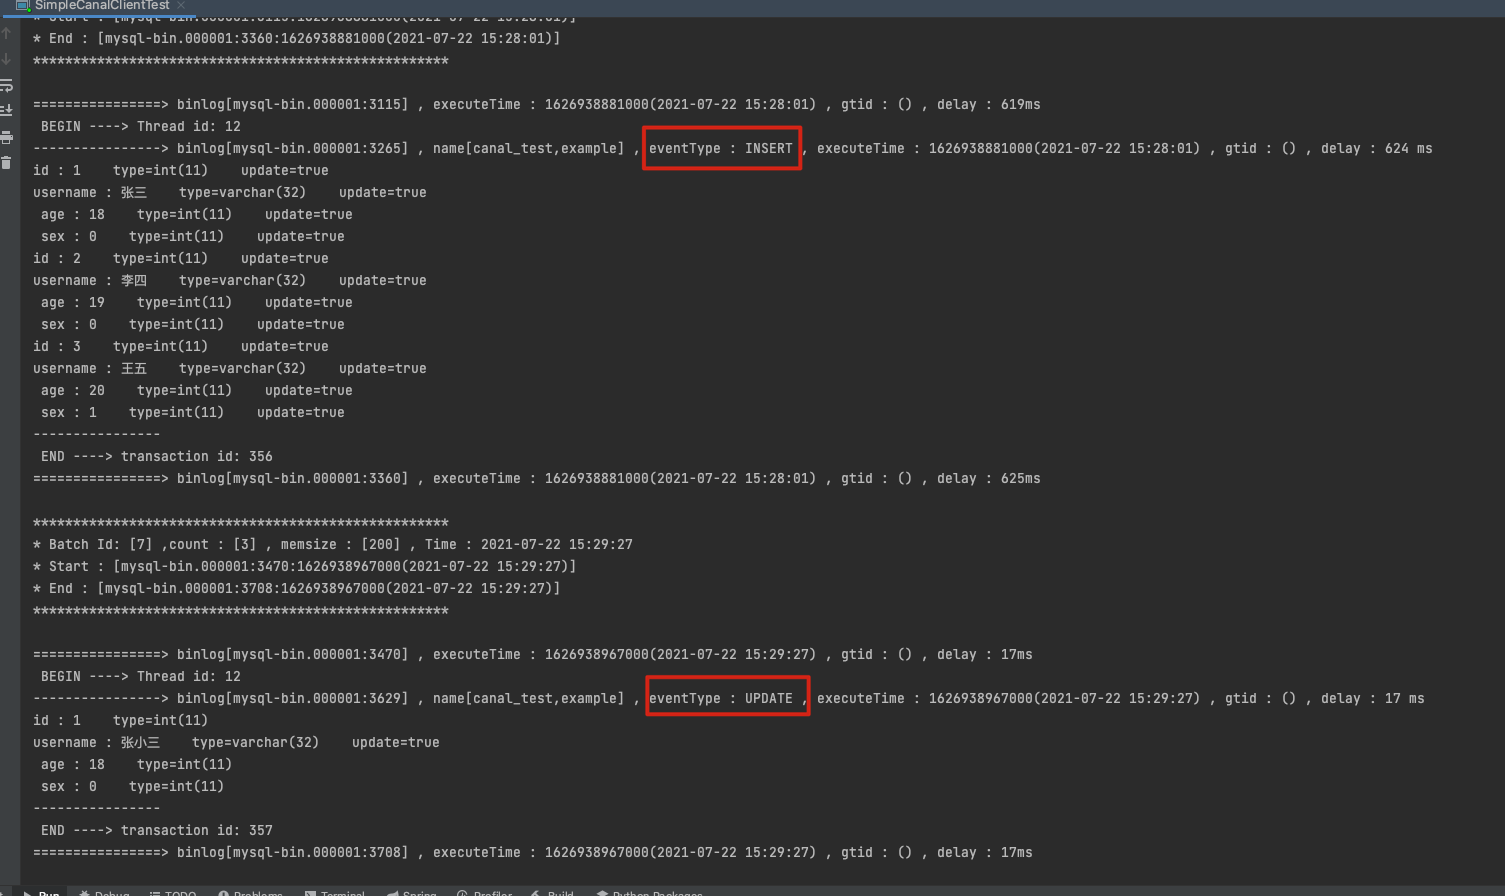 SimpleCanalClientTest
* Start : [mysql-bin.000001:3115:1626938881000(2021-07-22 15:28:01)]
* End : [mysql-bin.000001:3360:1626938881000(2021-07-22 15:28:01)]
****************************************************

================> binlog[mysql-bin.000001:3115] , executeTime : 1626938881000(2021-07-22 15:28:01) , gtid : () , delay : 619ms
BEGIN ----> Thread id: 12
----------------> binlog[mysql-bin.000001:3265] , name[canal_test,example] , eventType : INSERT , executeTime : 1626938881000(2021-07-22 15:28:01) , gtid : () , delay : 624 ms
id : 1    type=int(11)    update=true
username : 张三    type=varchar(32)    update=true
age : 18    type=int(11)    update=true
sex : 0    type=int(11)    update=true
id : 2    type=int(11)    update=true
username : 李四    type=varchar(32)    update=true
age : 19    type=int(11)    update=true
sex : 0    type=int(11)    update=true
id : 3    type=int(11)    update=true
username : 王五    type=varchar(32)    update=true
age : 20    type=int(11)    update=true
sex : 1    type=int(11)    update=true
----------------
END ----> transaction id: 356
================> binlog[mysql-bin.000001:3360] , executeTime : 1626938881000(2021-07-22 15:28:01) , gtid : () , delay : 625ms

****************************************************
* Batch Id: [7] ,count : [3] , memsize : [200] , Time : 2021-07-22 15:29:27
* Start : [mysql-bin.000001:3470:1626938967000(2021-07-22 15:29:27)]
* End : [mysql-bin.000001:3708:1626938967000(2021-07-22 15:29:27)]
****************************************************

================> binlog[mysql-bin.000001:3470] , executeTime : 1626938967000(2021-07-22 15:29:27) , gtid : () , delay : 17ms
BEGIN ----> Thread id: 12
----------------> binlog[mysql-bin.000001:3629] , name[canal_test,example] , eventType : UPDATE , executeTime : 1626938967000(2021-07-22 15:29:27) , gtid : () , delay : 17 ms
id : 1    type=int(11)
username : 张小三    type=varchar(32)    update=true
age : 18    type=int(11)
sex : 0    type=int(11)
----------------
END ----> transaction id: 357
================> binlog[mysql-bin.000001:3708] , executeTime : 1626938967000(2021-07-22 15:29:27) , gtid : () , delay : 17ms

Run Debug TODO Problems Terminal Spring Profiler Build Python Packages